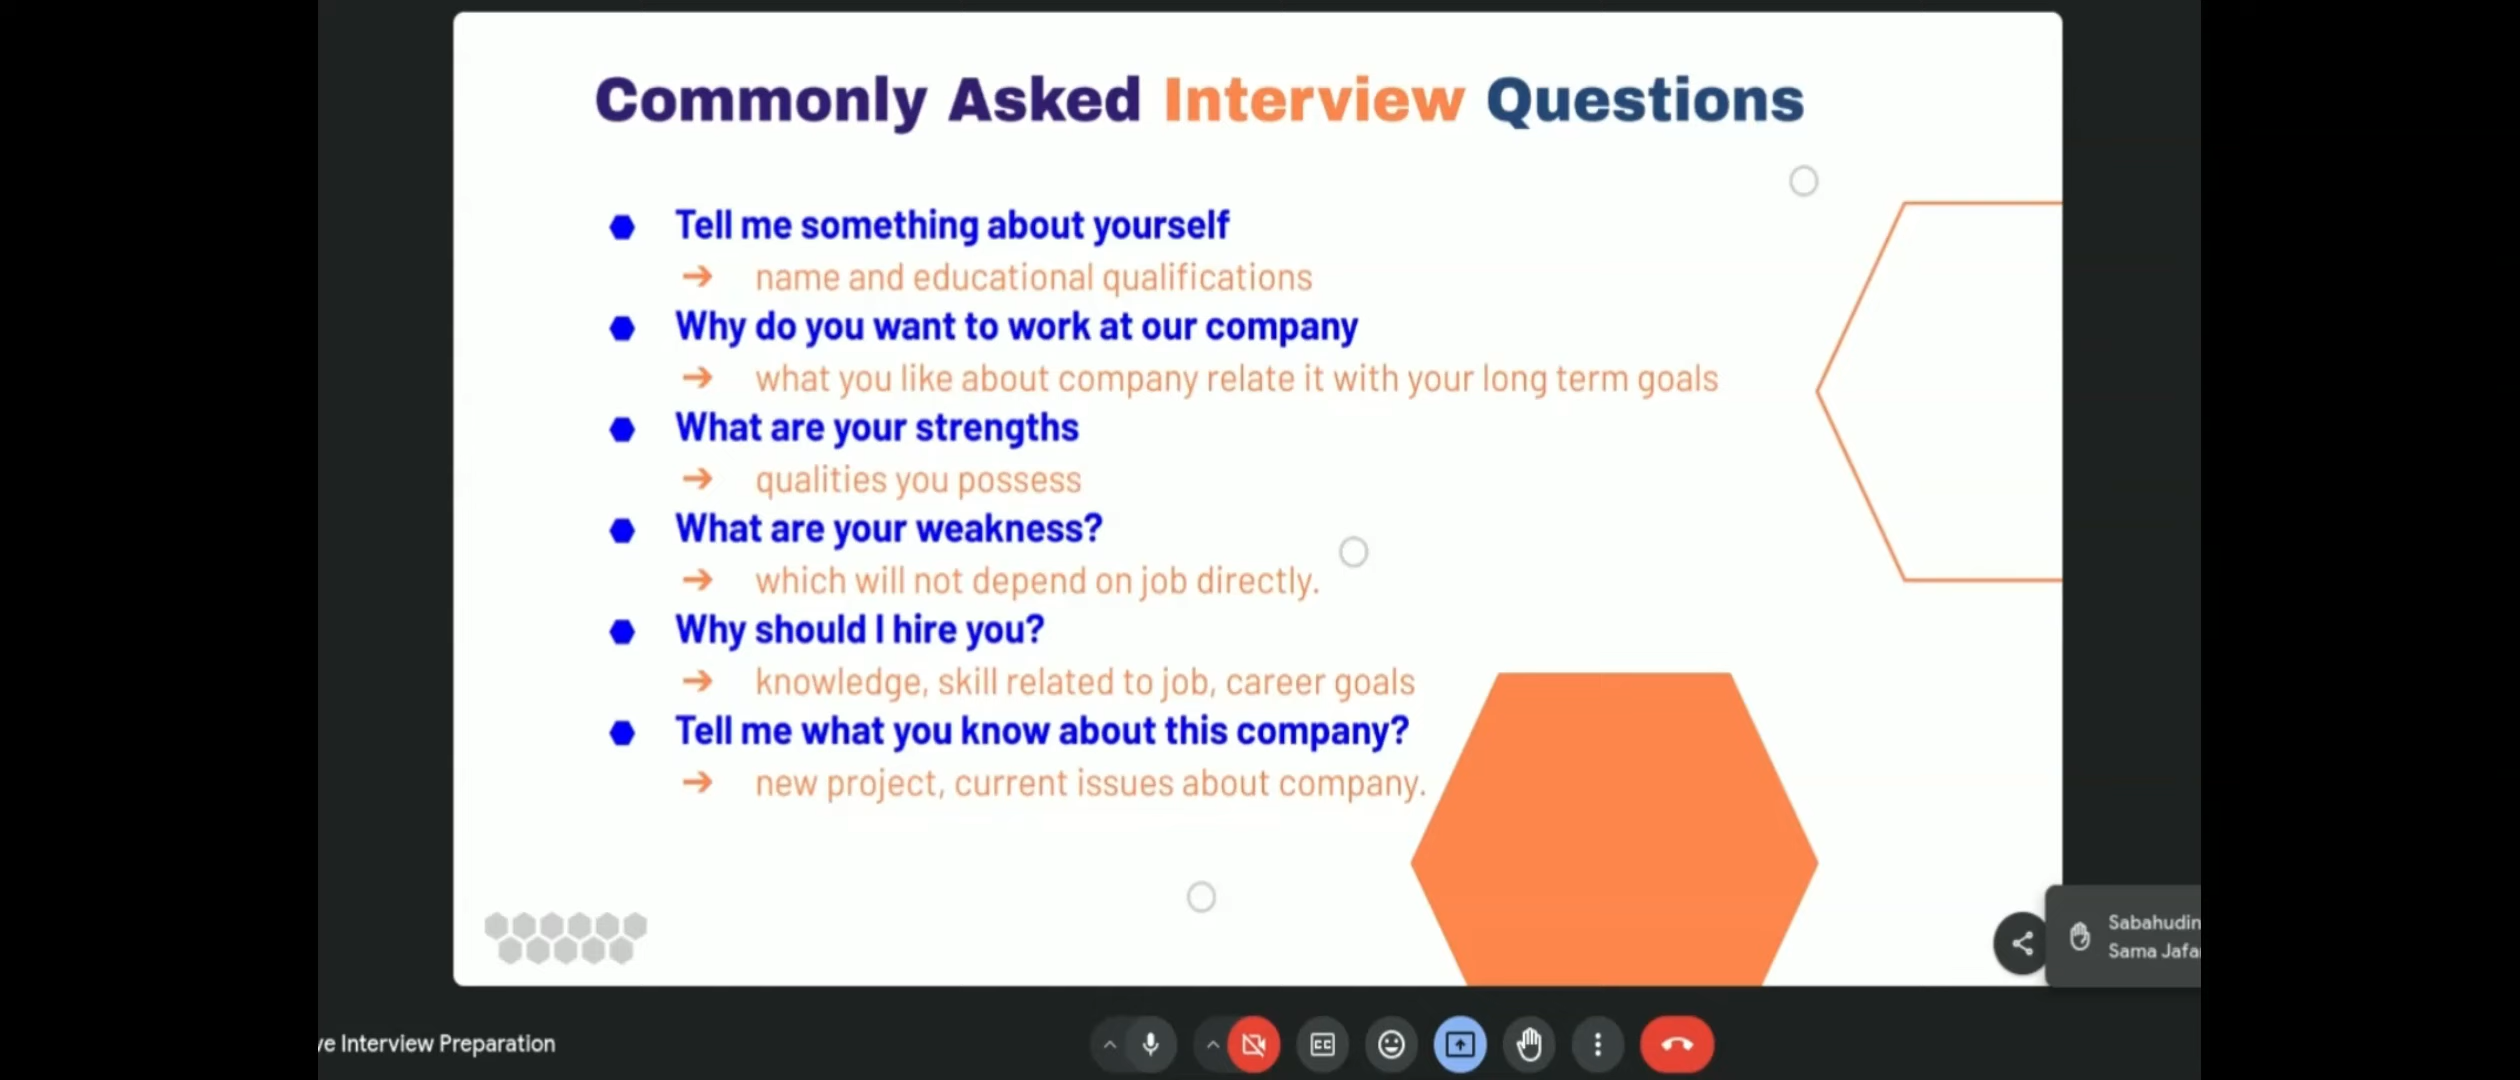 Commonly Asked Interview Questions
Tell me something about yourself
→ name and educational qualifications
Why do you want to work at our company
→ what you like about company relate it with your long term goals
What are your strengths
→ qualities you possess
What are your weakness?
→ which will not depend on job directly.
Why should I hire you?
→ knowledge, skill related to job, career goals
Tell me what you know about this company?
→ new project, current issues about company.
Sabahudin
Sama Jafa
ve Interview Preparation
CC